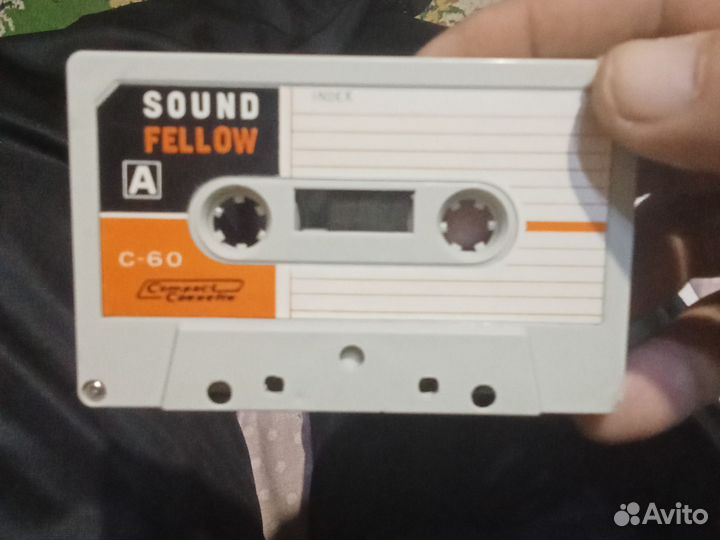 SOUND
FELLOW
INDEX
A
C-60
Compact
Cassette
Avito